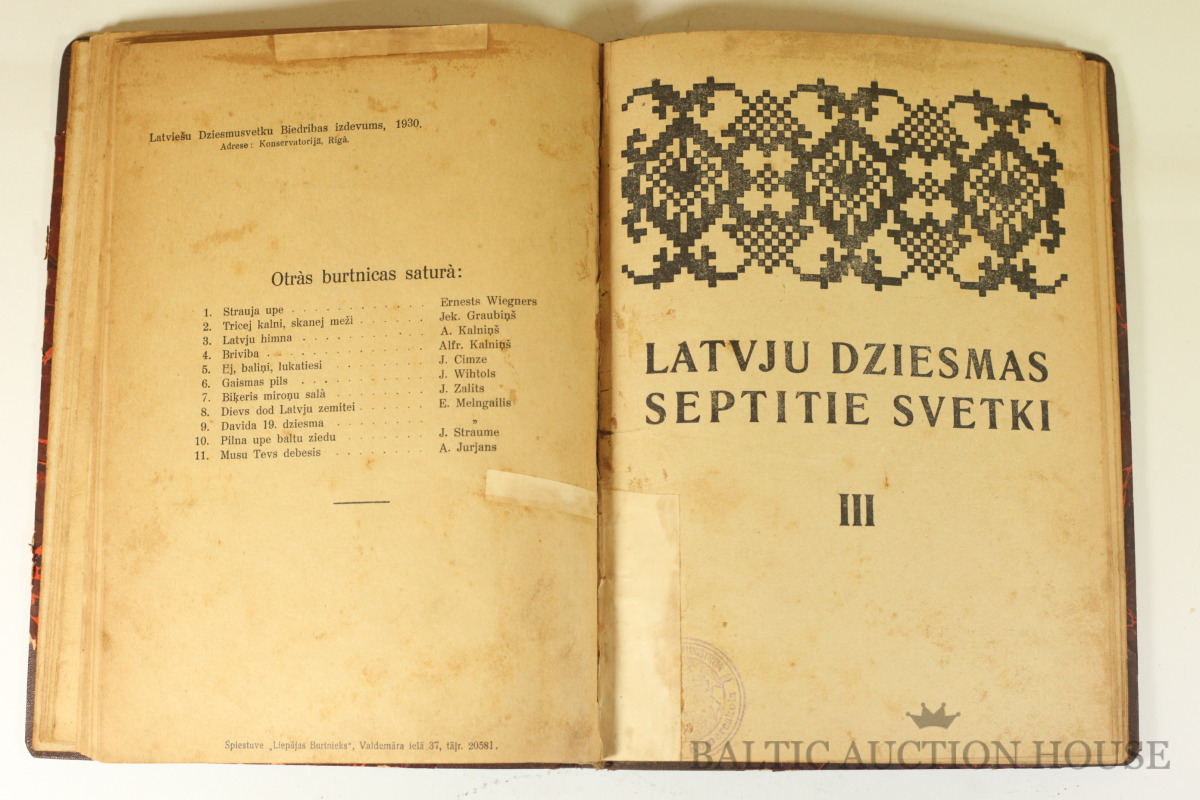 Latviešu Dziesmusvetku Biedribas izdevums, 1930.
Adrese: Konservatorijā, Rīgā.
Otràs burtnicas saturà:
1. Strauja upe . . . . . . . . . . Ernests Wiegners
2. Tricej kalni, skanej meži . . . . . Jek. Graubiņš
3. Latvju himna . . . . . . . . . A. Kalniņš
4. Briviba . . . . . . . . . . . Alfr. Kalniņš
5. Ej, baliņi, lukatiesi . . . . . . . J. Cimze
6. Gaismas pils . . . . . . . . . J. Wihtols
7. Biķeris miroņu salà . . . . . . . J. Zalits
8. Dievs dod Latvju zemitei . . . . . E. Melngailis
9. Davida 19. dziesma . . . . . . . „
10. Pilna upe baltu ziedu . . . . . . J. Straume
11. Musu Tevs debesis . . . . . . . A. Jurjans
Spiestuve „Liepājas Burtnieks“, Valdemāra ielā 37, tāļr. 20581.
LATVJU DZIESMAS
SEPTITIE SVETKI
III
BALTIC AUCTION HOUSE